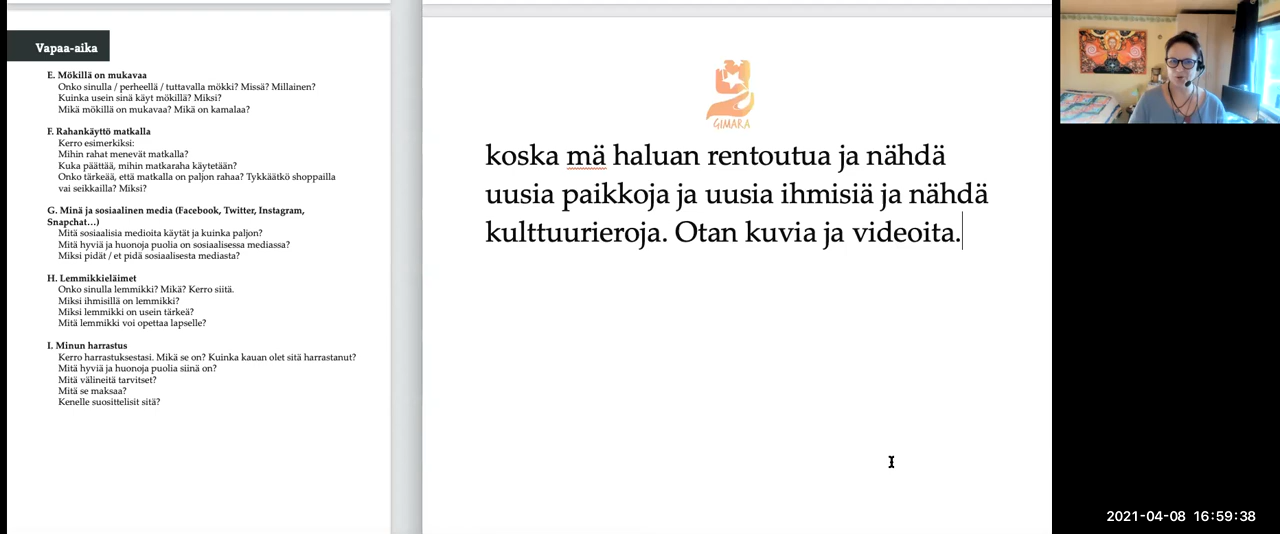 Vapaa-aika
E. Mökillä on mukavaa
Onko sinulla / perheellä / tuttavalla mökki? Missä? Millainen?
Kuinka usein sinä käyt mökillä? Miksi?
Mikä mökillä on mukavaa? Mikä on kamalaa?
F. Rahankäyttö matkalla
Kerro esimerkiksi:
Mihin rahat menevät matkalla?
Kuka päättää, mihin matkaraha käytetään?
Onko tärkeää, että matkalla on paljon rahaa? Tykkäätkö shoppailla
vai seikkailla? Miksi?
G. Minä ja sosiaalinen media (Facebook, Twitter, Instagram,
Snapchat...)
Mitä sosiaalisia medioita käytät ja kuinka paljon?
Mitä hyviä ja huonoja puolia on sosiaalisessa mediassa?
Miksi pidät / et pidä sosiaalisesta mediasta?
H. Lemmikkieläimet
Onko sinulla lemmikki? Mikä? Kerro siitä.
Miksi ihmisillä on lemmikki?
Miksi lemmikki on usein tärkeä?
Mitä lemmikki voi opettaa lapselle?
I. Minun harrastus
Kerro harrastuksestasi. Mikä se on? Kuinka kauan olet sitä harrastanut?
Mitä hyviä ja huonoja puolia siinä on?
Mitä välineitä tarvitset?
Mitä se maksaa?
Kenelle suosittelisit sitä?
GIMARA
koska mä haluan rentoutua ja nähdä
uusia paikkoja ja uusia ihmisiä ja nähdä
kulttuurieroja. Otan kuvia ja videoita.
2021-04-08 16:59:38